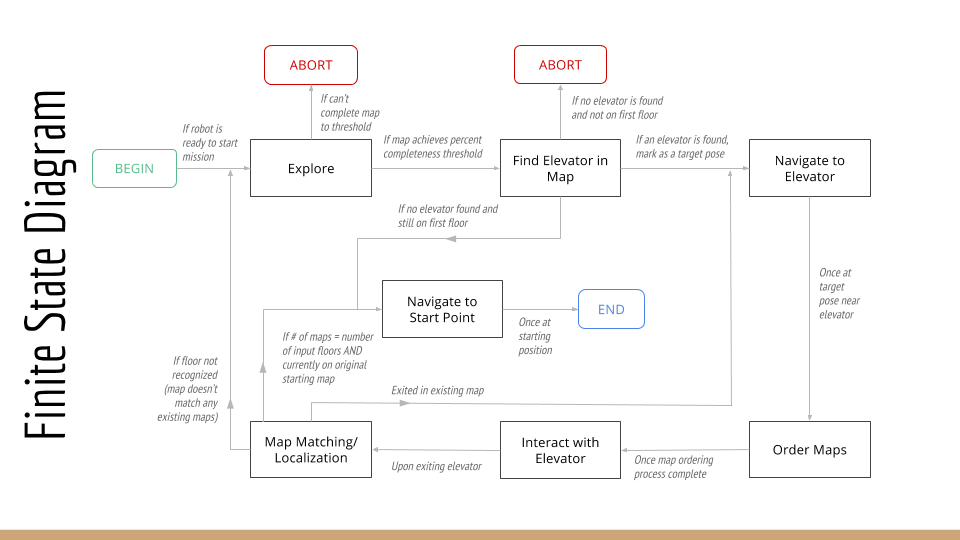 Finite State Diagram
ABORT
ABORT
If can't
complete map
to threshold
If no elevator is found
and not on first floor
If robot is
ready to start
mission
If map achieves percent
completeness threshold
If an elevator is found,
mark as a target pose
BEGIN
Explore
Find Elevator in
Map
Navigate to
Elevator
If no elevator found and
still on first floor
Once at
target
pose near
elevator
Navigate to
Start Point
END
Once at
starting
position
If # of maps = number
of input floors AND
currently on original
starting map
If floor not
recognized
(map doesn't
match any
existing maps)
Exited in existing map
Map Matching/
Localization
Interact with
Elevator
Order Maps
Upon exiting elevator
Once map ordering
process complete